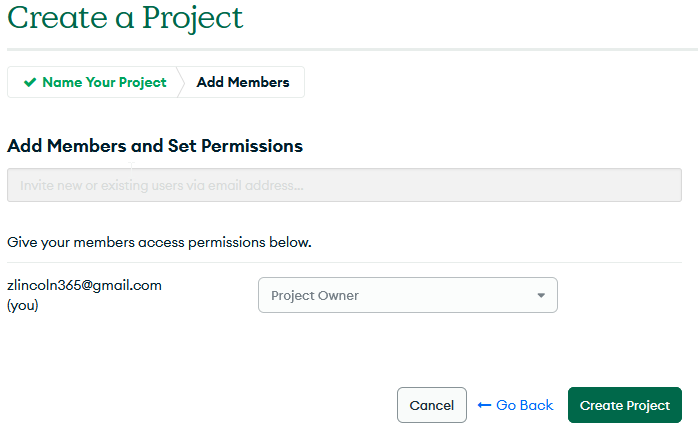 Create a Project
Name Your Project
Add Members
Add Members and Set Permissions
Invite new or existing users via email address...
Give your members access permissions below.
zlincoln365@gmail.com
(you)
Project Owner
Cancel
Go Back
Create Project